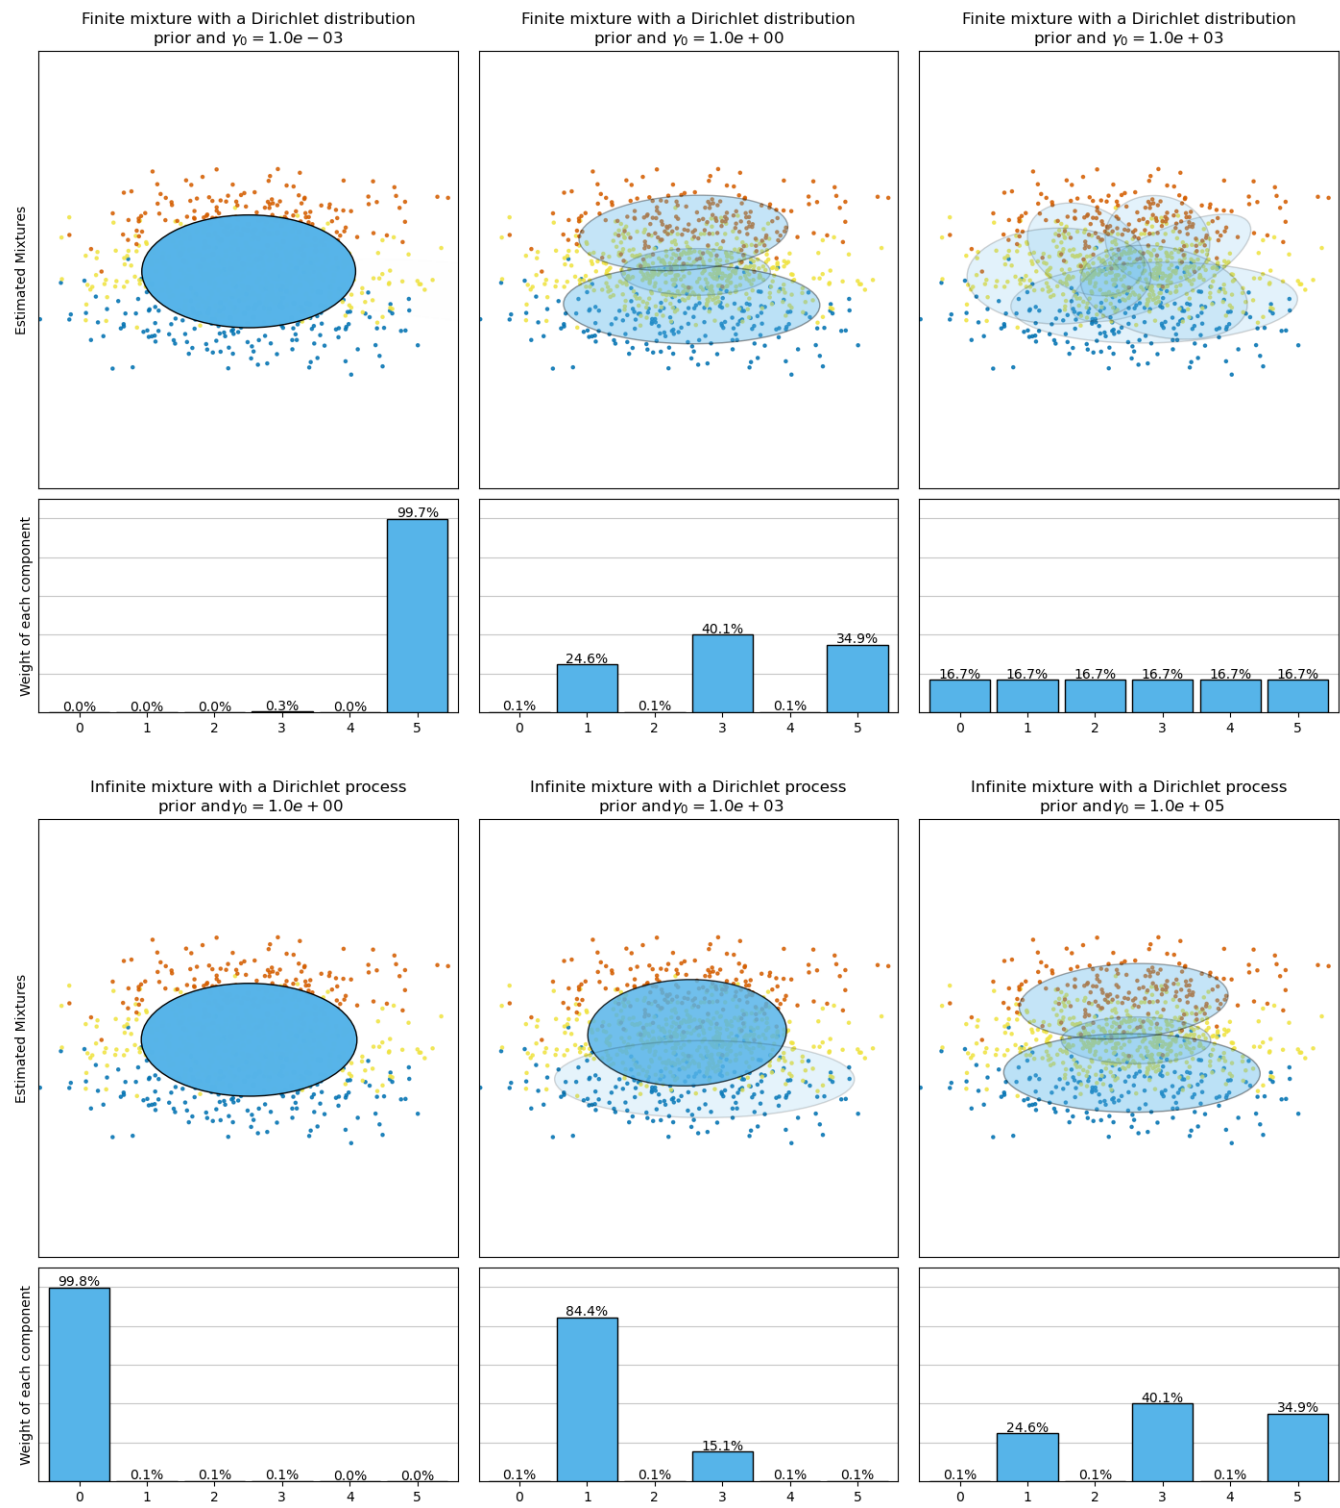 Finite mixture with a Dirichlet distribution
prior and γ₀ = 1.0e − 03
Finite mixture with a Dirichlet distribution
prior and γ₀ = 1.0e + 00
Finite mixture with a Dirichlet distribution
prior and γ₀ = 1.0e + 03
Estimated Mixtures
Weight of each component
0.0% 0.0% 0.0% 0.3% 0.0% 99.7%
0 1 2 3 4 5
0.1% 24.6% 0.1% 40.1% 0.1% 34.9%
0 1 2 3 4 5
16.7% 16.7% 16.7% 16.7% 16.7% 16.7%
0 1 2 3 4 5
Infinite mixture with a Dirichlet process
prior andγ₀ = 1.0e + 00
Infinite mixture with a Dirichlet process
prior andγ₀ = 1.0e + 03
Infinite mixture with a Dirichlet process
prior andγ₀ = 1.0e + 05
Estimated Mixtures
Weight of each component
99.8% 0.1% 0.1% 0.1% 0.0% 0.0%
0 1 2 3 4 5
0.1% 84.4% 0.1% 15.1% 0.1% 0.1%
0 1 2 3 4 5
0.1% 24.6% 0.1% 40.1% 0.1% 34.9%
0 1 2 3 4 5